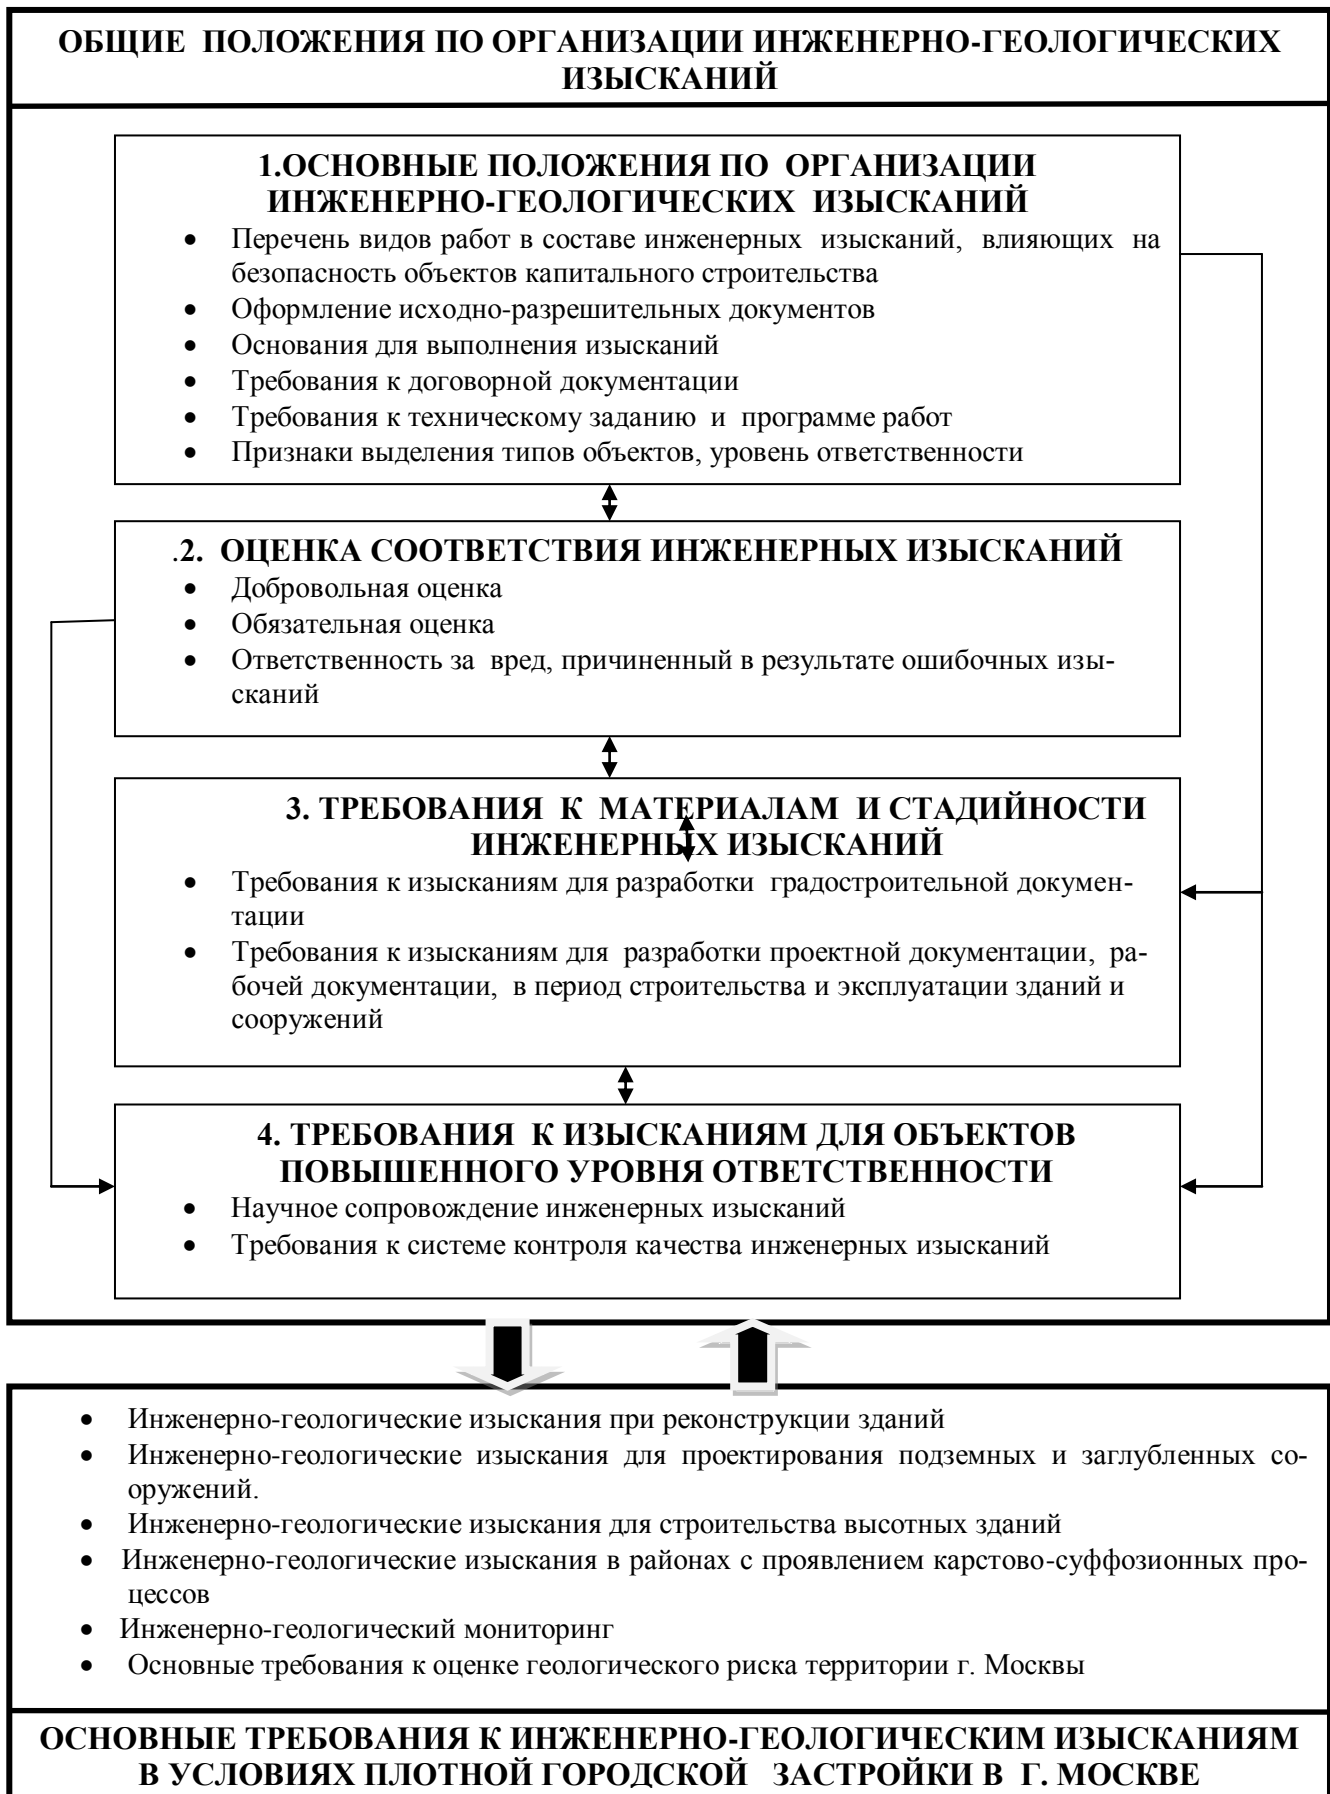 ОБЩИЕ ПОЛОЖЕНИЯ ПО ОРГАНИЗАЦИИ ИНЖЕНЕРНО-ГЕОЛОГИЧЕСКИХ
ИЗЫСКАНИЙ
1.ОСНОВНЫЕ ПОЛОЖЕНИЯ ПО ОРГАНИЗАЦИИ
ИНЖЕНЕРНО-ГЕОЛОГИЧЕСКИХ ИЗЫСКАНИЙ
• Перечень видов работ в составе инженерных изысканий, влияющих на
безопасность объектов капитального строительства
• Оформление исходно-разрешительных документов
• Основания для выполнения изысканий
• Требования к договорной документации
• Требования к техническому заданию и программе работ
• Признаки выделения типов объектов, уровень ответственности
.2. ОЦЕНКА СООТВЕТСТВИЯ ИНЖЕНЕРНЫХ ИЗЫСКАНИЙ
• Добровольная оценка
• Обязательная оценка
• Ответственность за вред, причиненный в результате ошибочных изы-
сканий
3. ТРЕБОВАНИЯ К МАТЕРИАЛАМ И СТАДИЙНОСТИ
ИНЖЕНЕРНЫХ ИЗЫСКАНИЙ
• Требования к изысканиям для разработки градостроительной докумен-
тации
• Требования к изысканиям для разработки проектной документации, ра-
бочей документации, в период строительства и эксплуатации зданий и
сооружений
4. ТРЕБОВАНИЯ К ИЗЫСКАНИЯМ ДЛЯ ОБЪЕКТОВ
ПОВЫШЕННОГО УРОВНЯ ОТВЕТСТВЕННОСТИ
• Научное сопровождение инженерных изысканий
• Требования к системе контроля качества инженерных изысканий
• Инженерно-геологические изыскания при реконструкции зданий
• Инженерно-геологические изыскания для проектирования подземных и заглубленных со-
оружений.
• Инженерно-геологические изыскания для строительства высотных зданий
• Инженерно-геологические изыскания в районах с проявлением карстово-суффозионных про-
цессов
• Инженерно-геологический мониторинг
• Основные требования к оценке геологического риска территории г. Москвы
ОСНОВНЫЕ ТРЕБОВАНИЯ К ИНЖЕНЕРНО-ГЕОЛОГИЧЕСКИМ ИЗЫСКАНИЯМ
В УСЛОВИЯХ ПЛОТНОЙ ГОРОДСКОЙ ЗАСТРОЙКИ В Г. МОСКВЕ